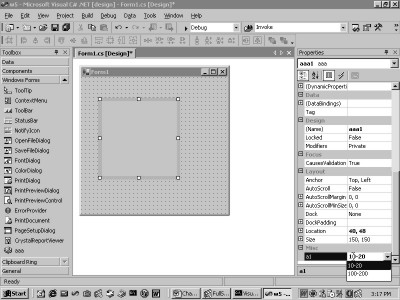 w5 - Microsoft Visual C# .NET [design] - Form1.cs [Design]*
File Edit View Project Build Debug Data Tools Window Help
Debug
Invoke
Toolbox
Data
Components
Windows Forms
ToolTip
ContextMenu
ToolBar
StatusBar
NotifyIcon
OpenFileDialog
SaveFileDialog
FontDialog
ColorDialog
PrintDialog
PrintPreviewDialog
PrintPreviewControl
ErrorProvider
PrintDocument
PageSetupDialog
CrystalReportViewer
aaa
Clipboard Ring
General
Form1.cs [Design]*
Form1
Properties
aaa1 aaa
(DynamicProperti
Data
(DataBindings)
Tag
Design
(Name) aaa1
Locked False
Modifiers Private
Focus
CausesValidation True
Layout
Anchor Top, Left
AutoScroll False
AutoScrollMargin 0, 0
AutoScrollMinSize 0, 0
Dock None
DockPadding
Location 48, 48
Size 150, 150
Misc
a1 10-20
10-20
100-200
a1
Ready
Start
Cha
FullS
Visu
w5 -
3:17 PM